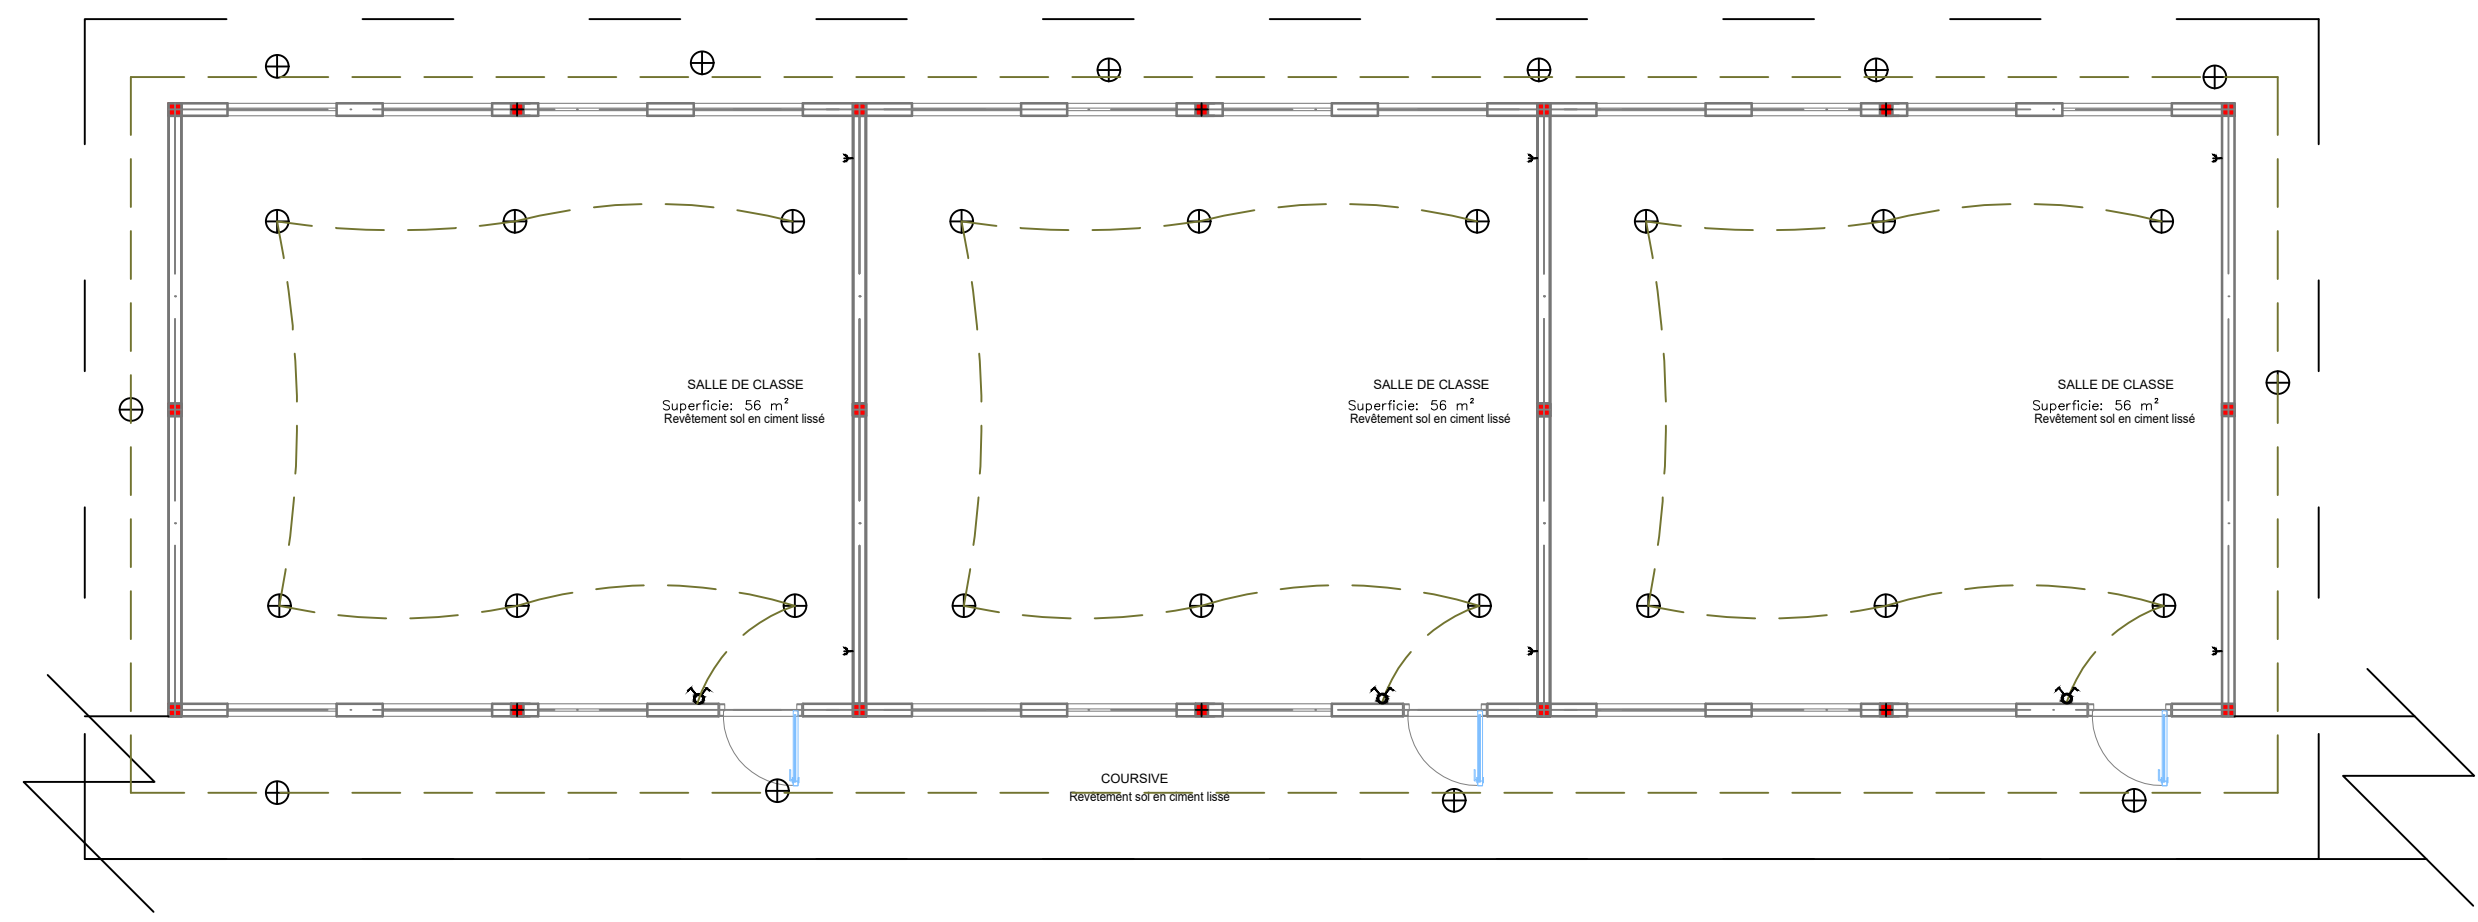 SALLE DE CLASSE
Superficie: 56 m²
Revêtement sol en ciment lissé
SALLE DE CLASSE
Superficie: 56 m²
Revêtement sol en ciment lissé
SALLE DE CLASSE
Superficie: 56 m²
Revêtement sol en ciment lissé
COURSIVE
Revêtement sol en ciment lissé